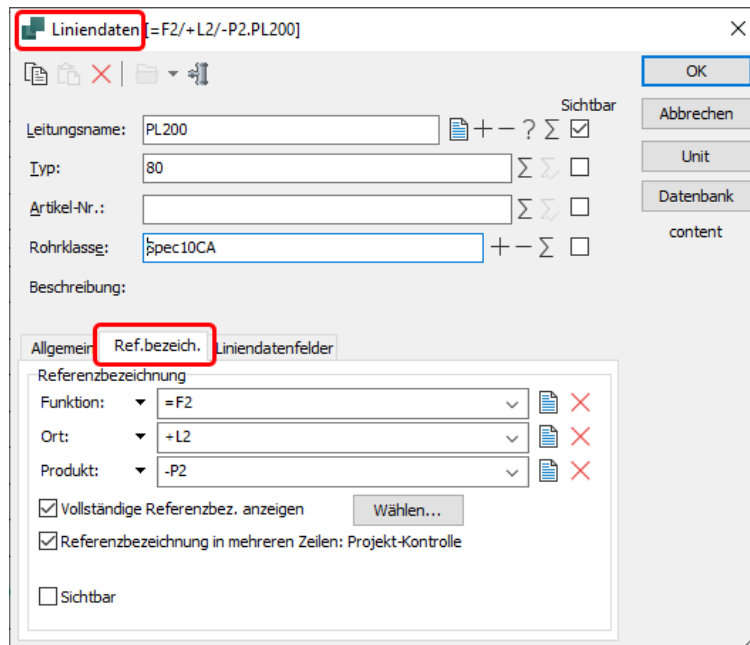 Liniendaten [=F2/+L2/-P2.PL200]
OK
Sichtbar
Abbrechen
Leitungsname: PL200
Typ: 80
Unit
Artikel-Nr.:
Datenbank
Rohrklasse: Spec10CA
content
Beschreibung:
Allgemein Ref.bezeich. Liniendatenfelder
Referenzbezeichnung
Funktion: =F2
Ort: +L2
Produkt: -P2
Vollständige Referenzbez. anzeigen Wählen...
Referenzbezeichnung in mehreren Zeilen: Projekt-Kontrolle
Sichtbar